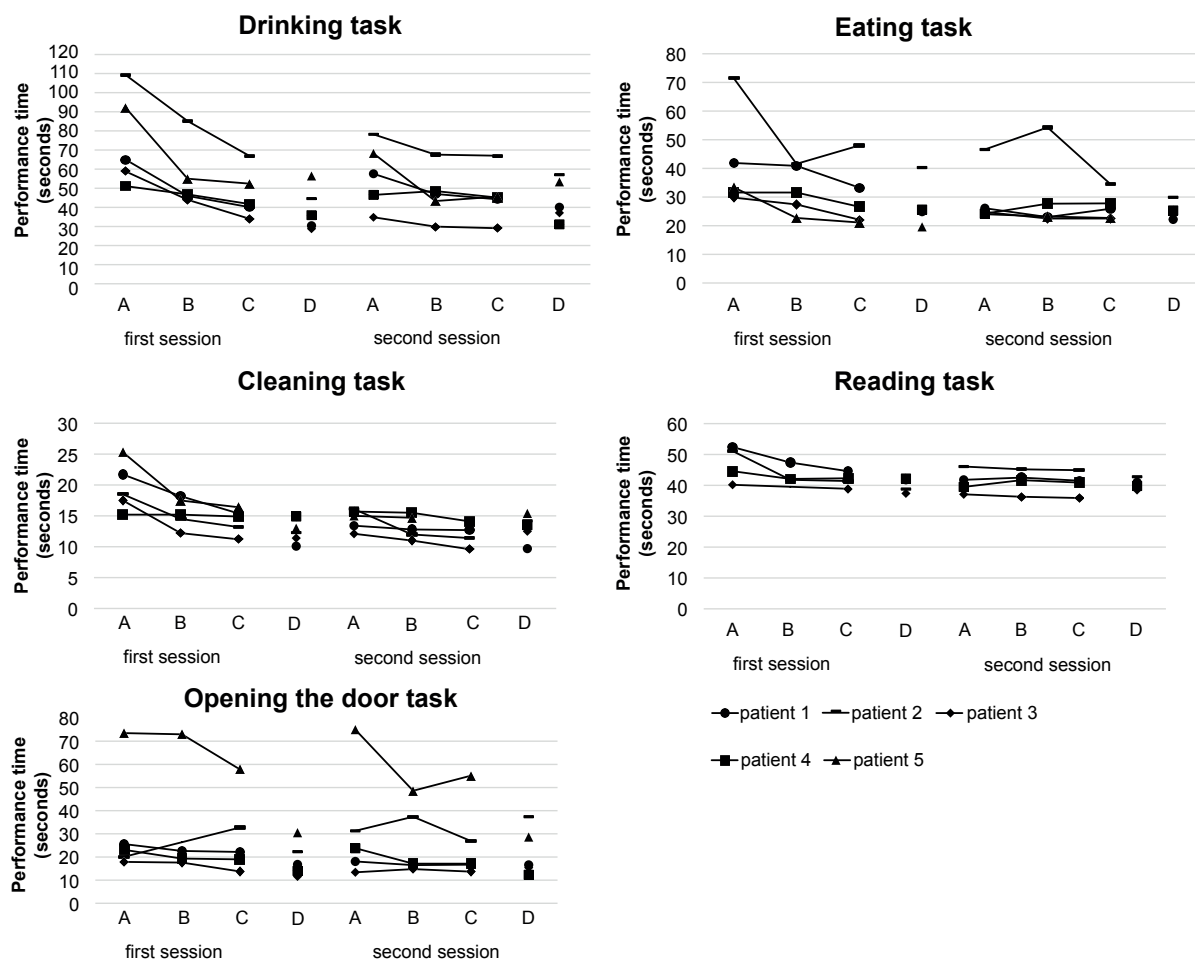 Drinking task
Performance time
(seconds)
120
110
100
90
80
70
60
50
40
30
20
10
0
A B C D A B C D
first session second session
Eating task
Performance time
(seconds)
80
70
60
50
40
30
20
10
0
A B C D A B C D
first session second session
Cleaning task
Performance time
(seconds)
30
25
20
15
10
5
0
A B C D A B C D
first session second session
Reading task
Performance time
(seconds)
60
50
40
30
20
10
0
A B C D A B C D
first session second session
Opening the door task
Performance time
(seconds)
80
70
60
50
40
30
20
10
0
A B C D A B C D
first session second session
patient 1 patient 2 patient 3
patient 4 patient 5